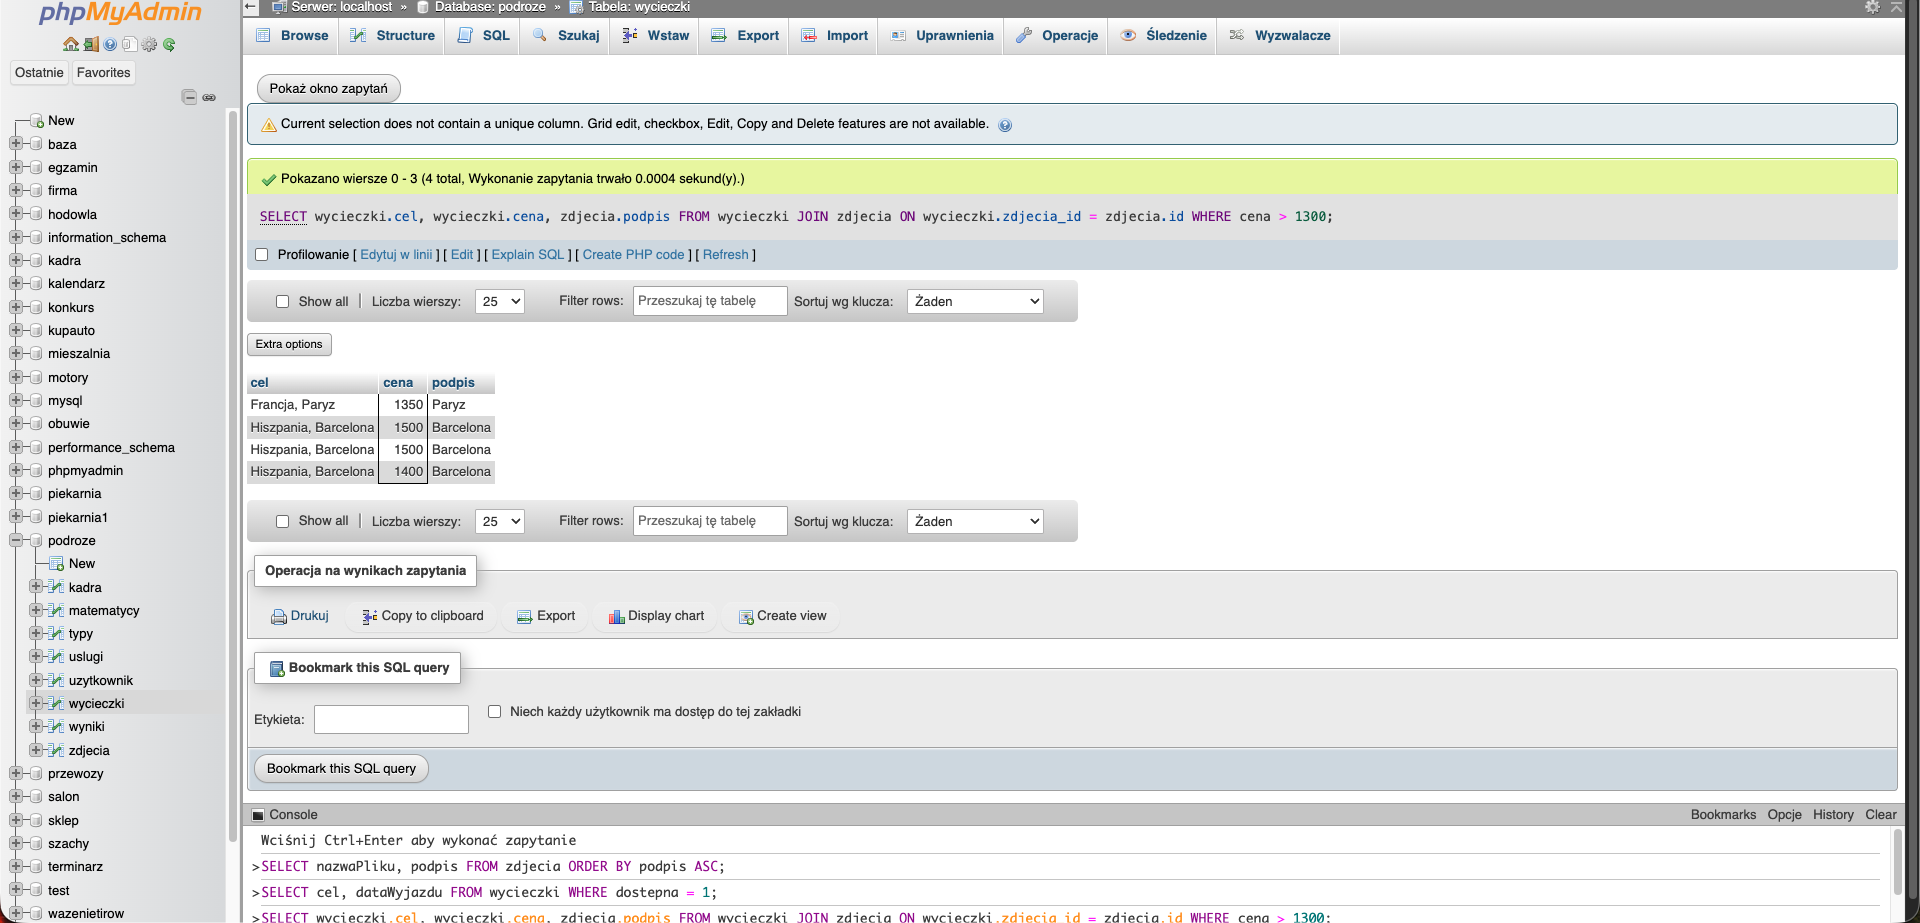 phpMyAdmin
Ostatnie Favorites
New
baza
egzamin
firma
hodowla
information_schema
kadra
kalendarz
konkurs
kupauto
mieszalnia
motory
mysql
obuwie
performance_schema
phpmyadmin
piekarnia
piekarnia1
podroze
New
kadra
matematycy
typy
uslugi
uzytkownik
wycieczki
wyniki
zdjecia
przewozy
salon
sklep
szachy
terminarz
test
wazenietirow
Serwer: localhost » Database: podroze » Tabela: wycieczki
Browse Structure SQL Szukaj Wstaw Export Import Uprawnienia Operacje Śledzenie Wyzwalacze
Pokaż okno zapytań
Current selection does not contain a unique column. Grid edit, checkbox, Edit, Copy and Delete features are not available.
Pokazano wiersze 0 - 3 (4 total, Wykonanie zapytania trwało 0.0004 sekund(y).)
SELECT wycieczki.cel, wycieczki.cena, zdjecia.podpis FROM wycieczki JOIN zdjecia ON wycieczki.zdjecia_id = zdjecia.id WHERE cena > 1300;
Profilowanie [ Edytuj w linii ] [ Edit ] [ Explain SQL ] [ Create PHP code ] [ Refresh ]
Show all | Liczba wierszy: 25 Filter rows: Przeszukaj tę tabelę Sortuj wg klucza: Żaden
Extra options
cel cena podpis
Francja, Paryz 1350 Paryz
Hiszpania, Barcelona 1500 Barcelona
Hiszpania, Barcelona 1500 Barcelona
Hiszpania, Barcelona 1400 Barcelona
Show all | Liczba wierszy: 25 Filter rows: Przeszukaj tę tabelę Sortuj wg klucza: Żaden
Operacja na wynikach zapytania
Drukuj Copy to clipboard Export Display chart Create view
Bookmark this SQL query
Etykieta: Niech każdy użytkownik ma dostęp do tej zakładki
Bookmark this SQL query
Console Bookmarks Opcje History Clear
Wciśnij Ctrl+Enter aby wykonać zapytanie
>SELECT nazwaPliku, podpis FROM zdjecia ORDER BY podpis ASC;
>SELECT cel, dataWyjazdu FROM wycieczki WHERE dostepna = 1;
>SELECT wycieczki.cel, wycieczki.cena, zdjecia.podpis FROM wycieczki JOIN zdjecia ON wycieczki.zdjecia_id = zdjecia.id WHERE cena > 1300;